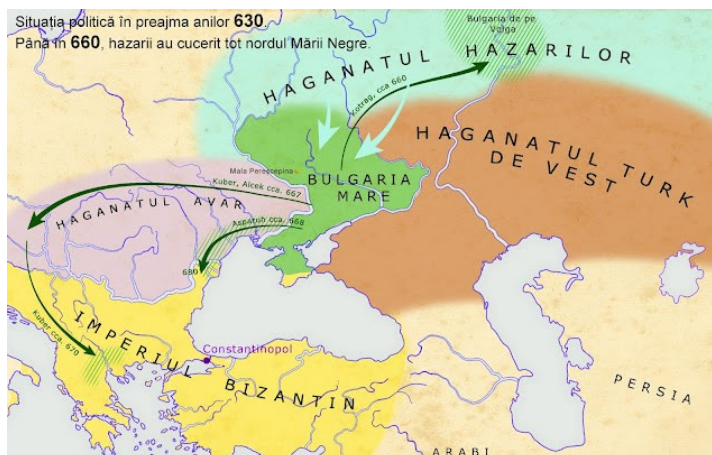 Situația politică în preajma anilor 630.
Până în 660, hazarii au cucerit tot nordul Mării Negre.
Bulgaria de pe
Volga
HAGANATUL HAZARILOR
Kotrag, cca 660
HAGANATUL TURK
DE VEST
Mala Perescepina
BULGARIA
MARE
Kuber, Alcek cca. 667
HAGANATUL AVAR
Asparuh cca. 668
680
Kuber cca. 670
IMPERIUL BIZANTIN
Constantinopol
PERSIA
ARABI